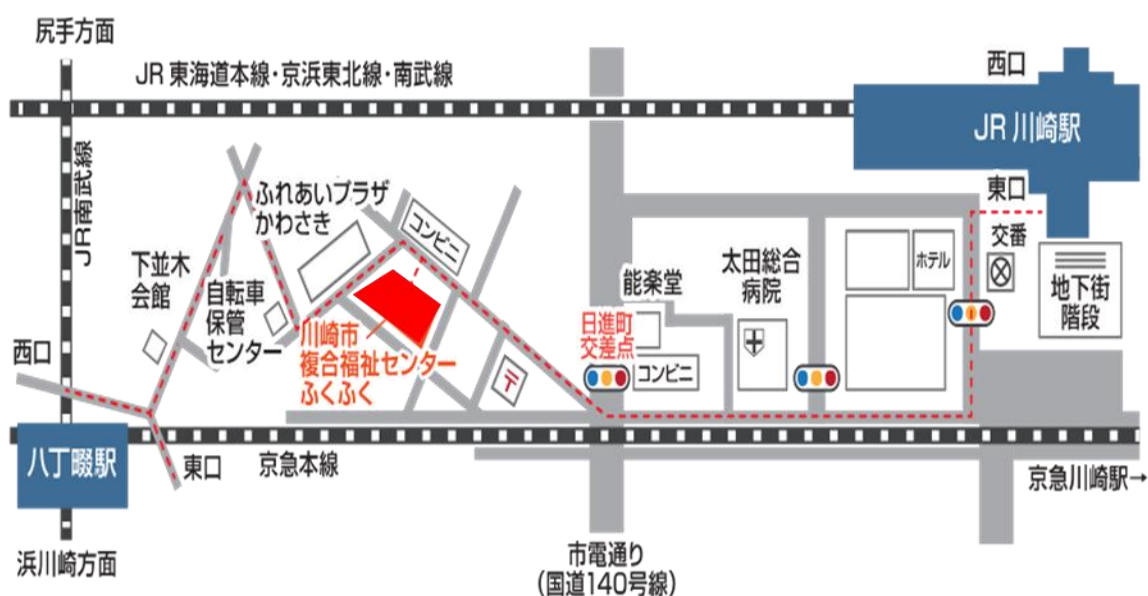 尻手方面
JR 東海道本線・京浜東北線・南武線
西口
JR 川崎駅
JR南武線
東口
ふれあいプラザ
かわさき
コンビニ
交番
ホテル
太田総合
病院
能楽堂
下並木
会館
自転車
保管
センター
地下街
階段
川崎市
複合福祉センター
ふくふく
日進町
交差点
コンビニ
〒
西口
八丁畷駅
東口
京急本線
京急川崎駅→
浜川崎方面
市電通り
(国道140号線)